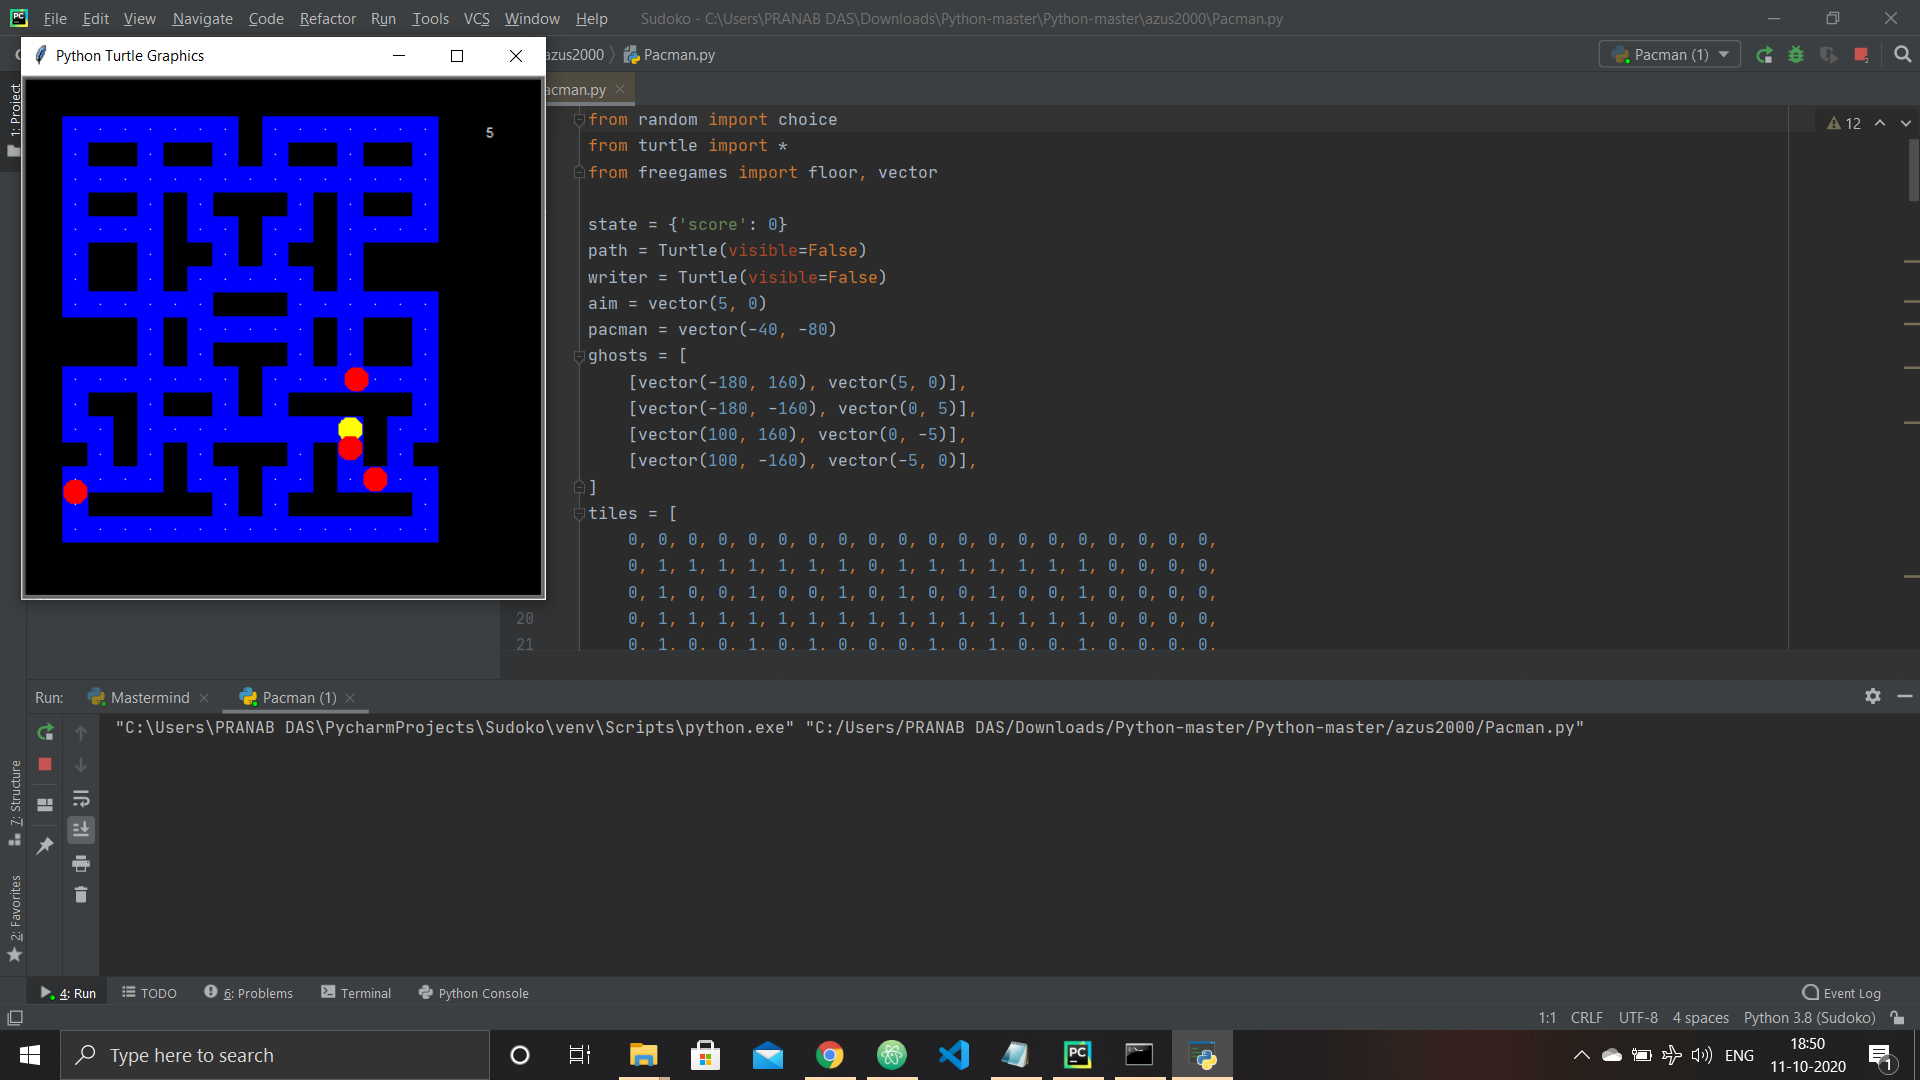 File Edit View Navigate Code Refactor Run Tools VCS Window Help Sudoko - C:\Users\PRANAB DAS\Downloads\Python-master\Python-master\azus2000\Pacman.py
Python Turtle Graphics
azus2000 Pacman.py
Pacman (1)
acman.py
5
12
from random import choice
from turtle import *
from freegames import floor, vector
state = {'score': 0}
path = Turtle(visible=False)
writer = Turtle(visible=False)
aim = vector(5, 0)
pacman = vector(-40, -80)
ghosts = [
[vector(-180, 160), vector(5, 0)],
[vector(-180, -160), vector(0, 5)],
[vector(100, 160), vector(0, -5)],
[vector(100, -160), vector(-5, 0)],
]
tiles = [
0, 0, 0, 0, 0, 0, 0, 0, 0, 0, 0, 0, 0, 0, 0, 0, 0, 0, 0, 0,
0, 1, 1, 1, 1, 1, 1, 1, 0, 1, 1, 1, 1, 1, 1, 1, 0, 0, 0, 0,
0, 1, 0, 0, 1, 0, 0, 1, 0, 1, 0, 0, 1, 0, 0, 1, 0, 0, 0, 0,
20 0, 1, 1, 1, 1, 1, 1, 1, 1, 1, 1, 1, 1, 1, 1, 1, 0, 0, 0, 0,
21 0, 1, 0, 0, 1, 0, 1, 0, 0, 0, 1, 0, 1, 0, 0, 1, 0, 0, 0, 0,
1: Project
7: Structure
2: Favorites
Run: Mastermind Pacman (1)
"C:\Users\PRANAB DAS\PycharmProjects\Sudoko\venv\Scripts\python.exe" "C:/Users/PRANAB DAS/Downloads/Python-master/Python-master/azus2000/Pacman.py"
4: Run TODO 6: Problems Terminal Python Console Event Log
1:1 CRLF UTF-8 4 spaces Python 3.8 (Sudoko)
Type here to search
ENG
18:50
11-10-2020
1